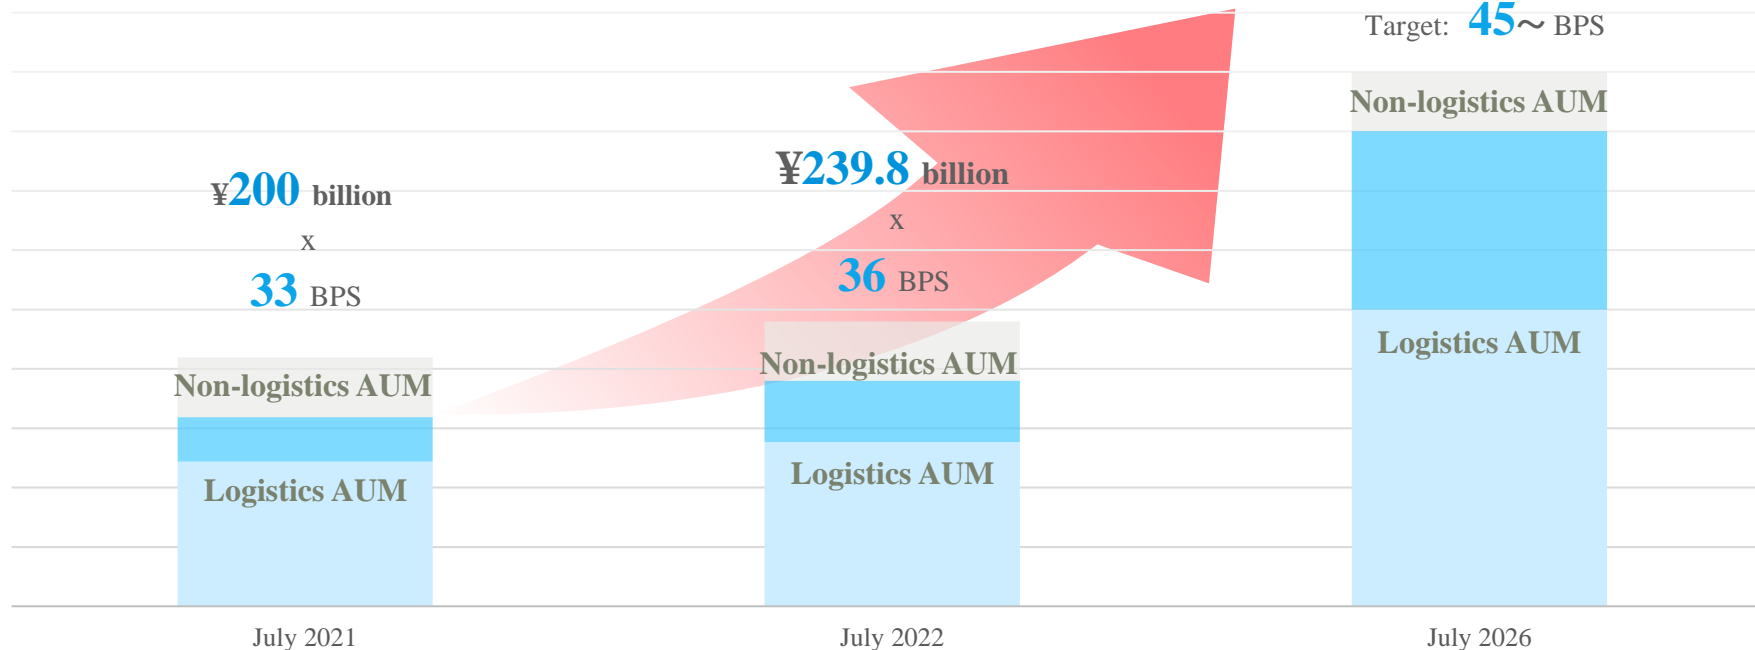 Target: 45～ BPS
Non-logistics AUM
Logistics AUM
¥239.8 billion
x
36 BPS
Non-logistics AUM
Logistics AUM
¥200 billion
x
33 BPS
Non-logistics AUM
Logistics AUM
July 2021
July 2022
July 2026